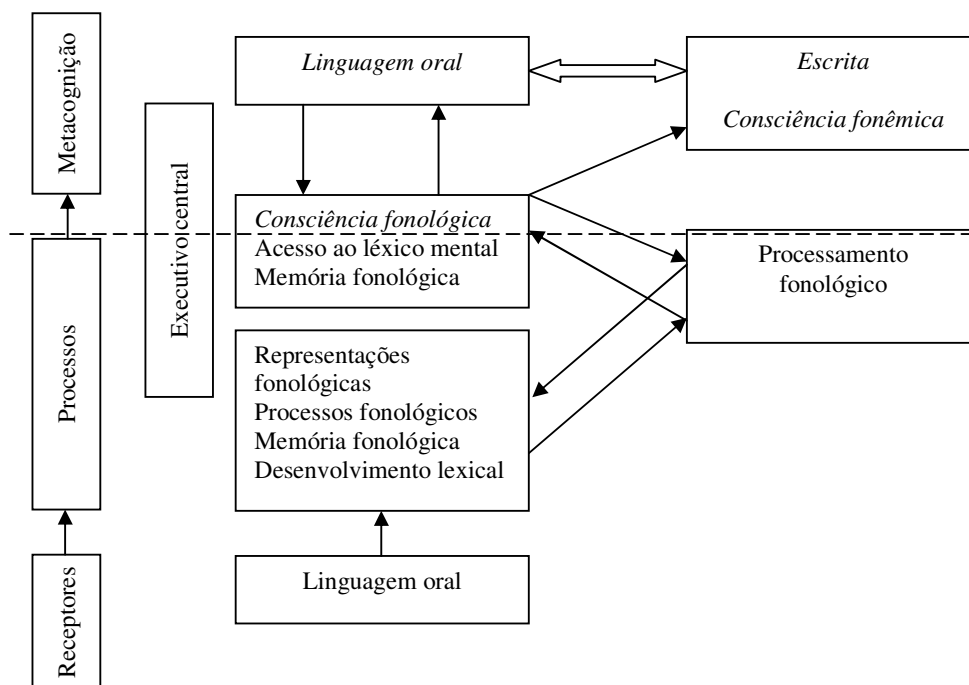 Metacognição
Processos
Receptores
Executivo central
Linguagem oral
Escrita
Consciência fonêmica
Consciência fonológica
Acesso ao léxico mental
Memória fonológica
Processamento
fonológico
Representações
fonológicas
Processos fonológicos
Memória fonológica
Desenvolvimento lexical
Linguagem oral